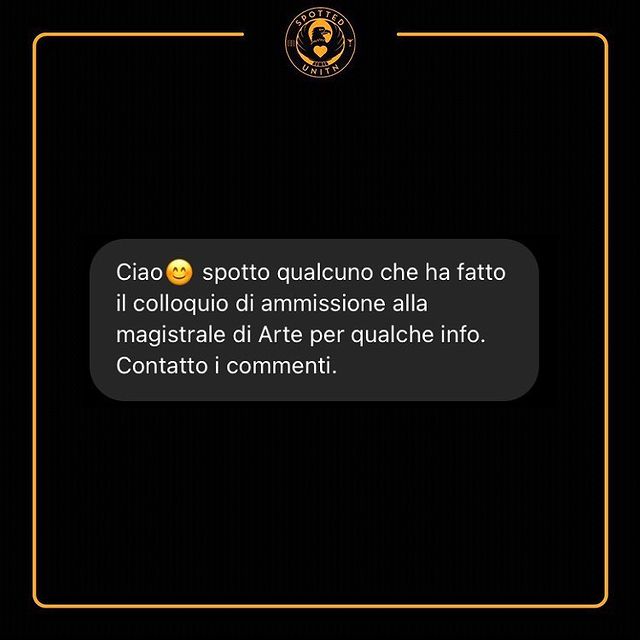 SPOTTED
UNITN
Ciao😊 spotto qualcuno che ha fatto
il colloquio di ammissione alla
magistrale di Arte per qualche info.
Contatto i commenti.